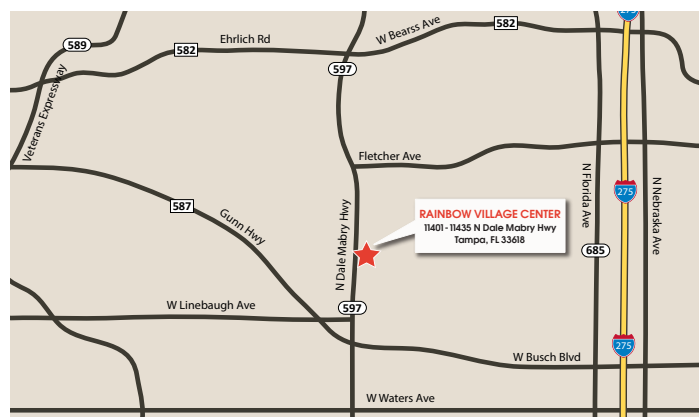 275
582
W Bearss Ave
Ehrlich Rd
589
582
597
Veterans Expressway
Fletcher Ave
N Florida Ave
275
N Nebraska Ave
587
Gunn Hwy
N Dale Mabry Hwy
RAINBOW VILLAGE CENTER
11401-11435 N Dale Mabry Hwy
Tampa, FL 33618
685
W Linebaugh Ave
597
275
W Busch Blvd
W Waters Ave